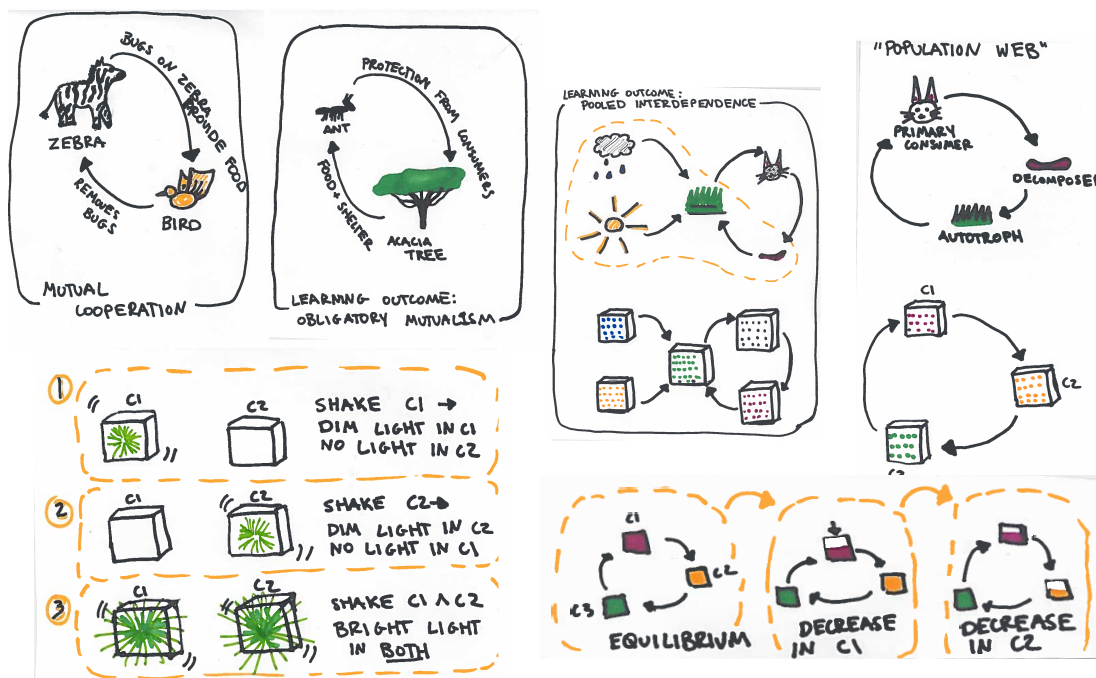 BUGS ON ZEBRA
PROVIDE FOOD
ZEBRA
REMOVES
BUGS
BIRD
MUTUAL
COOPERATION
PROTECTION FROM CONSUMERS
ANT
FOOD + SHELTER
ACACIA
TREE
LEARNING OUTCOME:
OBLIGATORY MUTUALISM
LEARNING OUTCOME:
POOLED INTERDEPENDENCE
"POPULATION WEB"
PRIMARY
CONSUMER
DECOMPOSER
AUTOTROPH
C1
C2
1
C1
C2
SHAKE C1 →
DIM LIGHT IN C1
NO LIGHT IN C2
2
C1
C2
SHAKE C2→
DIM LIGHT IN C2
NO LIGHT IN C1
3
C1
C2
SHAKE C1 ∧ C2
BRIGHT LIGHT
IN BOTH
C1
C2
C3
EQUILIBRIUM
DECREASE
IN C1
DECREASE
IN C2